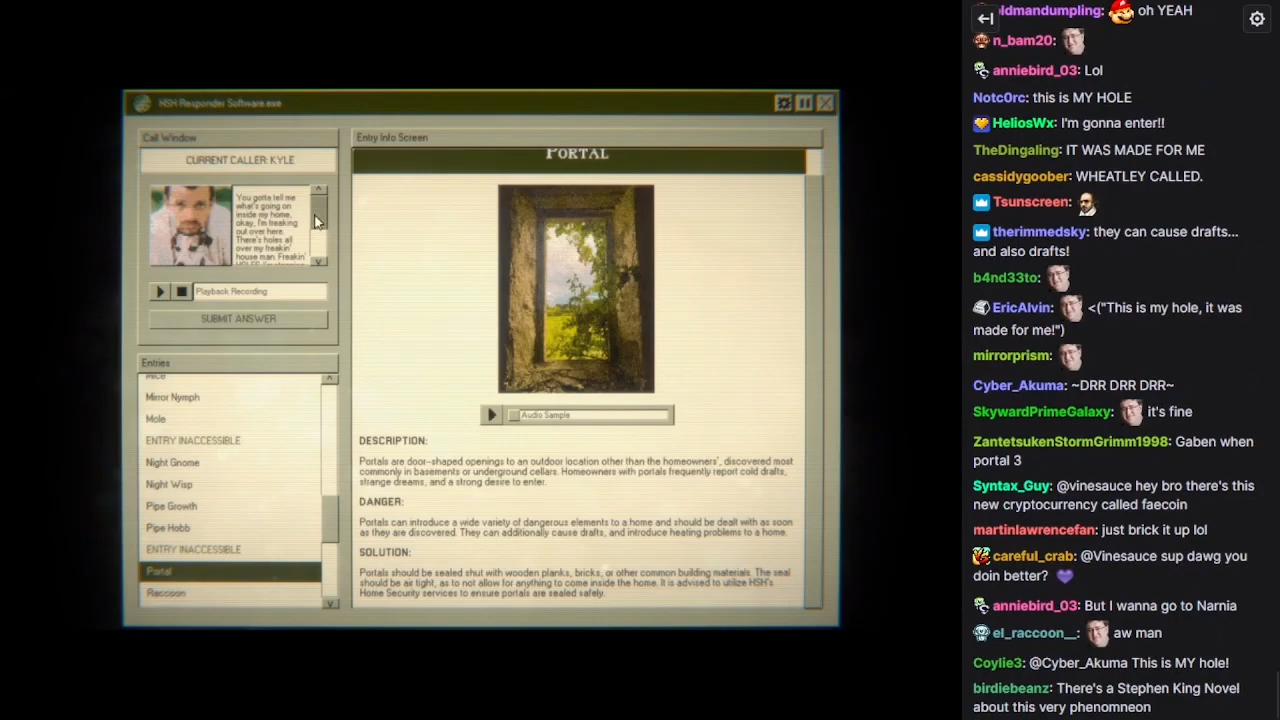 HSH Responder Software.exe
Call Window
CURRENT CALLER: KYLE
You gotta tell me
what's going on
inside my home,
okay, I'm freaking
out over here.
There's holes all
over my freakin'
house man. Freakin'
Playback Recording
SUBMIT ANSWER
Entries
Mice
Mirror Nymph
Mole
ENTRY INACCESSIBLE
Night Gnome
Night Wisp
Pipe Growth
Pipe Hobb
ENTRY INACCESSIBLE
Portal
Raccoon
Entry Info Screen
PORTAL
Audio Sample
DESCRIPTION:
Portals are door-shaped openings to an outdoor location other than the homeowners', discovered most
commonly in basements or underground cellars. Homeowners with portals frequently report cold drafts,
strange dreams, and a strong desire to enter.
DANGER:
Portals can introduce a wide variety of dangerous elements to a home and should be dealt with as soon
as they are discovered. They can additionally cause drafts, and introduce heating problems to a home.
SOLUTION:
Portals should be sealed shut with wooden planks, bricks, or other common building materials. The seal
should be air tight, as to not allow for anything to come inside the home. It is advised to utilize HSH's
Home Security services to ensure portals are sealed safely.
ldmandumpling: oh YEAH
n_bam20:
anniebird_03: Lol
Notc0rc: this is MY HOLE
HeliosWx: I'm gonna enter!!
TheDingaling: IT WAS MADE FOR ME
cassidygoober: WHEATLEY CALLED.
Tsunscreen:
therimmedsky: they can cause drafts...
and also drafts!
b4nd33to:
EricAlvin: <("This is my hole, it was
made for me!")
mirrorprism:
Cyber_Akuma: ~DRR DRR DRR~
SkywardPrimeGalaxy: it's fine
ZantetsukenStormGrimm1998: Gaben when
portal 3
Syntax_Guy: @vinesauce hey bro there's this
new cryptocurrency called faecoin
martinlawrencefan: just brick it up lol
careful_crab: @Vinesauce sup dawg you
doin better?
anniebird_03: But I wanna go to Narnia
el_raccoon__: aw man
Coylie3: @Cyber_Akuma This is MY hole!
birdiebeanz: There's a Stephen King Novel
about this very phenomneon